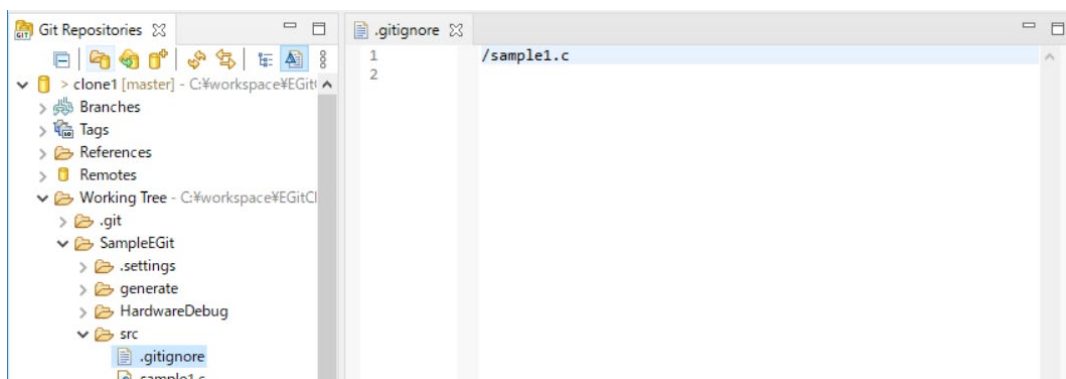 Git Repositories
> clone1 [master] - C:¥workspace¥EGit
Branches
Tags
References
Remotes
Working Tree - C:¥workspace¥EGitCl
.git
SampleEGit
.settings
generate
HardwareDebug
src
.gitignore
sample1.c
.gitignore
1 /sample1.c
2